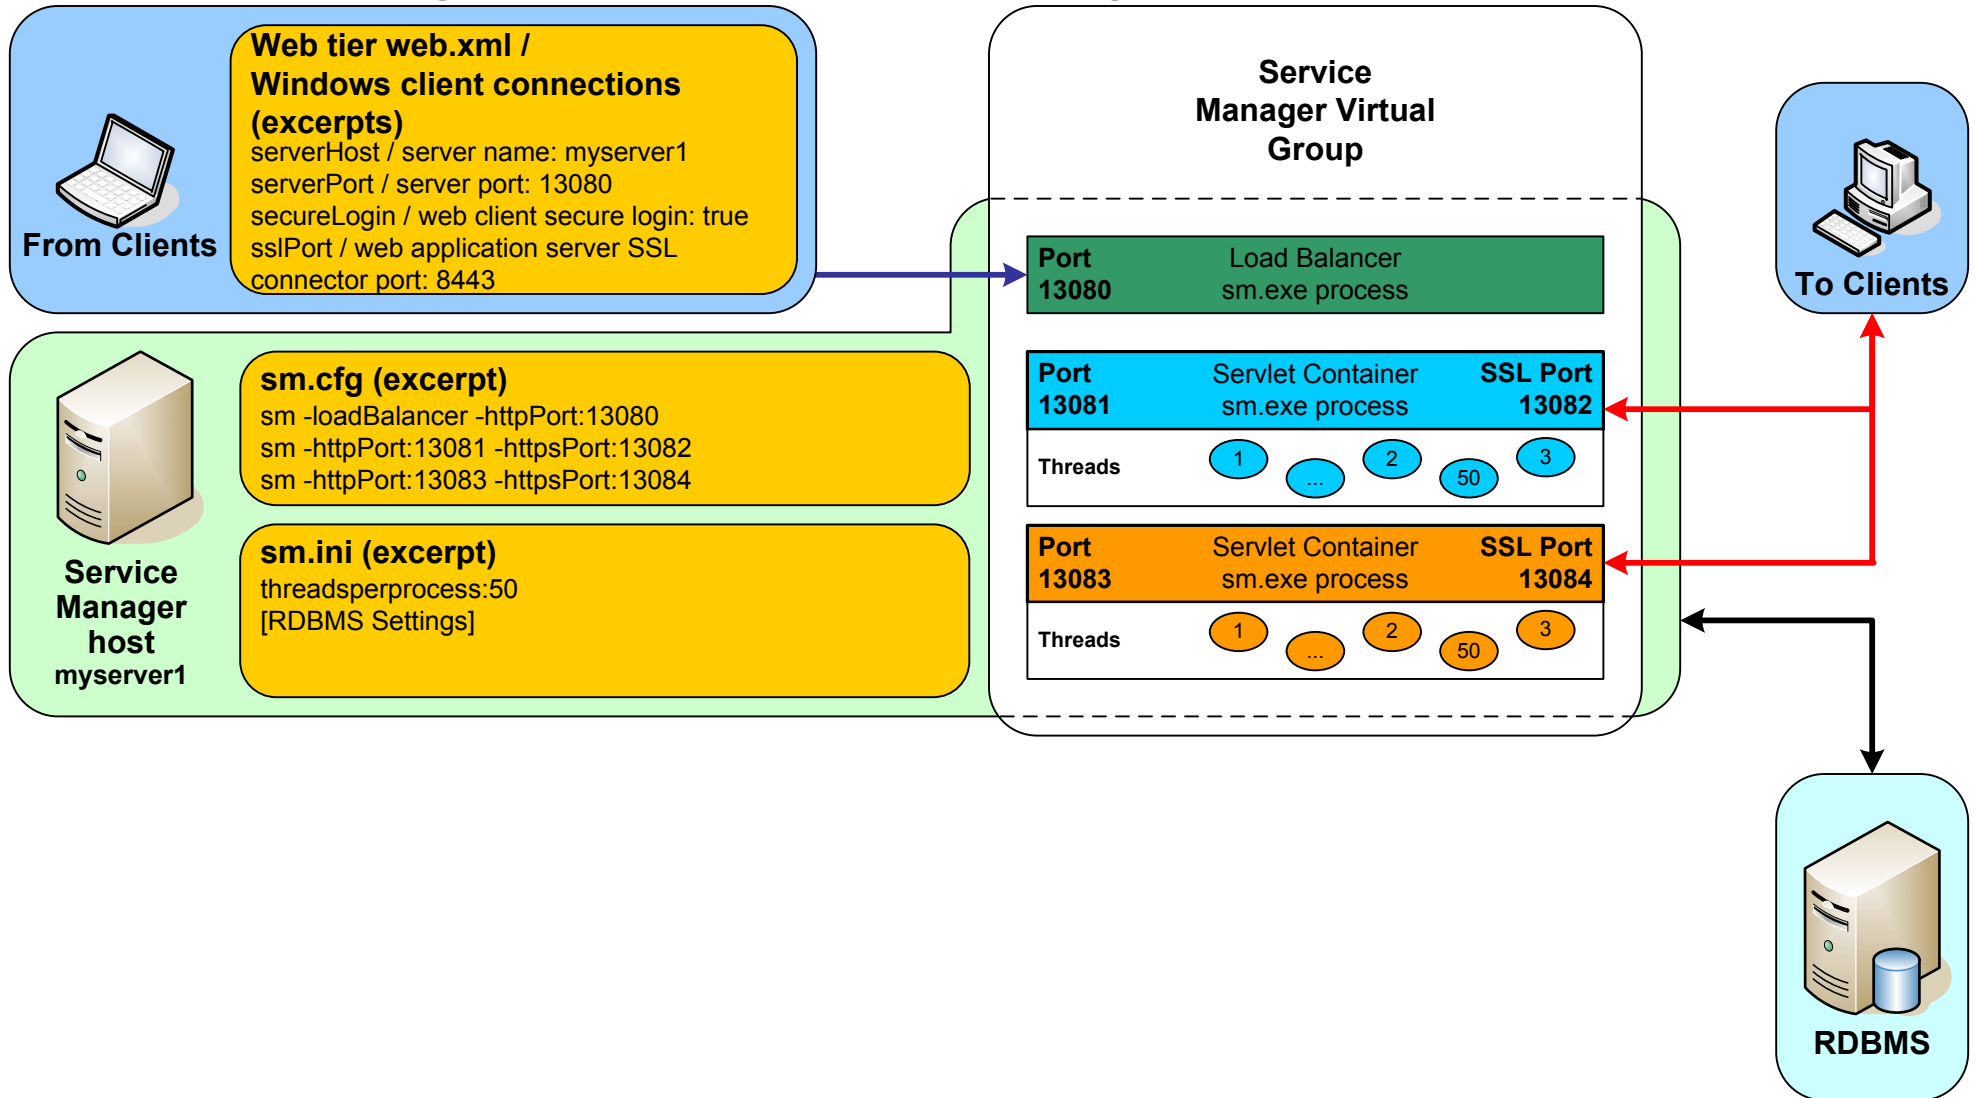 Web tier web.xml /
Windows client connections
(excerpts)
serverHost / server name: myserver1
serverPort / server port: 13080
secureLogin / web client secure login: true
sslPort / web application server SSL
connector port: 8443
From Clients
Service
Manager Virtual
Group
To Clients
Port
13080
Load Balancer
sm.exe process
sm.cfg (excerpt)
sm -loadBalancer -httpPort:13080
sm -httpPort:13081 -httpsPort:13082
sm -httpPort:13083 -httpsPort:13084
Port
13081
Servlet Container
sm.exe process
SSL Port
13082
Threads
1
...
2
50
3
sm.ini (excerpt)
threadsperprocess:50
[RDBMS Settings]
Service
Manager
host
myserver1
Port
13083
Servlet Container
sm.exe process
SSL Port
13084
Threads
1
...
2
50
3
RDBMS